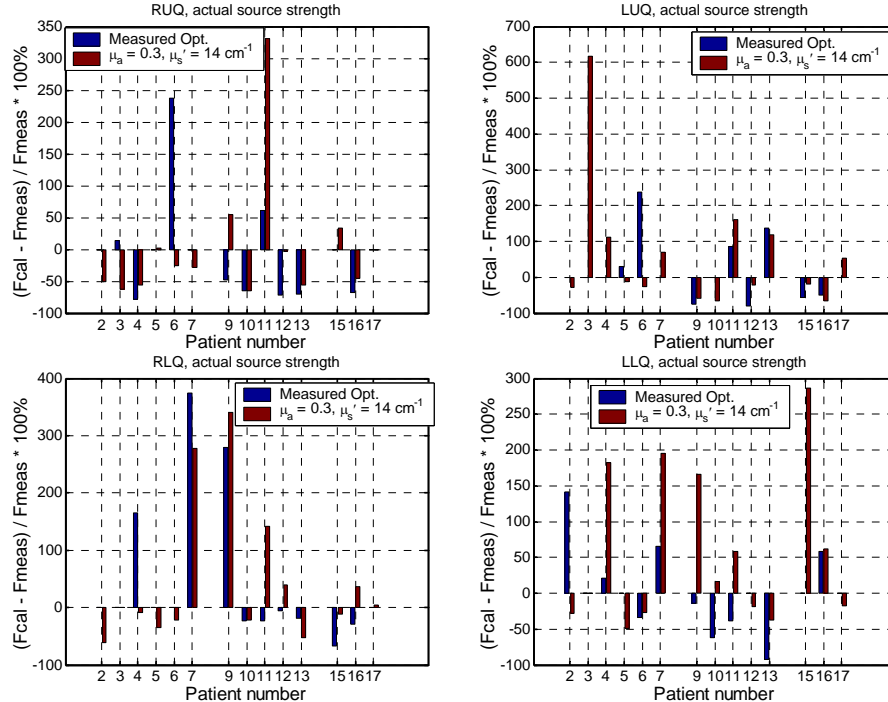 RUQ, actual source strength
(Fcal - Fmeas) / Fmeas * 100%
350
300
250
200
150
100
50
0
-50
-100
Measured Opt.
μa = 0.3, μs' = 14 cm-1
2 3 4 5 6 7 9 10 11 12 13 15 16 17
Patient number
LUQ, actual source strength
(Fcal - Fmeas) / Fmeas * 100%
700
600
500
400
300
200
100
0
-100
Measured Opt.
μa = 0.3, μs' = 14 cm-1
2 3 4 5 6 7 9 10 11 12 13 15 16 17
Patient number
RLQ, actual source strength
(Fcal - Fmeas) / Fmeas * 100%
400
300
200
100
0
-100
Measured Opt.
μa = 0.3, μs' = 14 cm-1
2 3 4 5 6 7 9 10 11 12 13 15 16 17
Patient number
LLQ, actual source strength
(Fcal - Fmeas) / Fmeas * 100%
300
250
200
150
100
50
0
-50
-100
Measured Opt.
μa = 0.3, μs' = 14 cm-1
2 3 4 5 6 7 9 10 11 12 13 15 16 17
Patient number